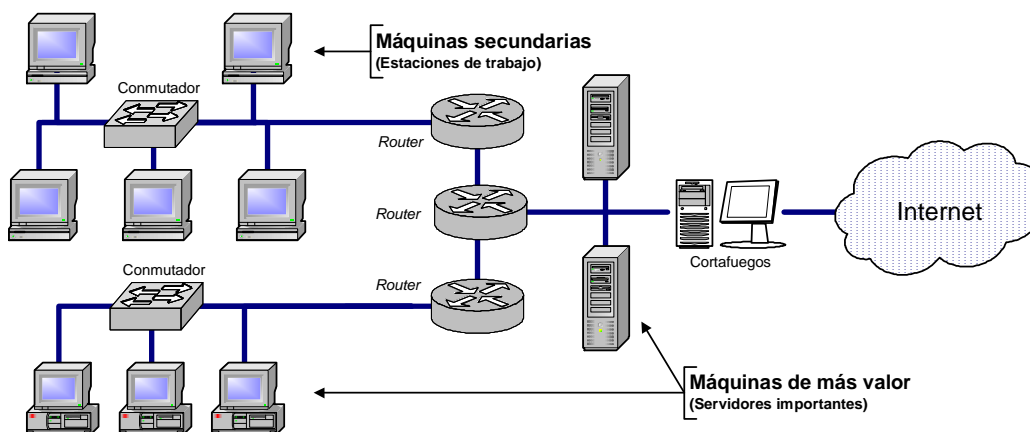 Máquinas secundarias
(Estaciones de trabajo)
Conmutador
Router
Router
Internet
Cortafuegos
Conmutador
Router
Máquinas de más valor
(Servidores importantes)